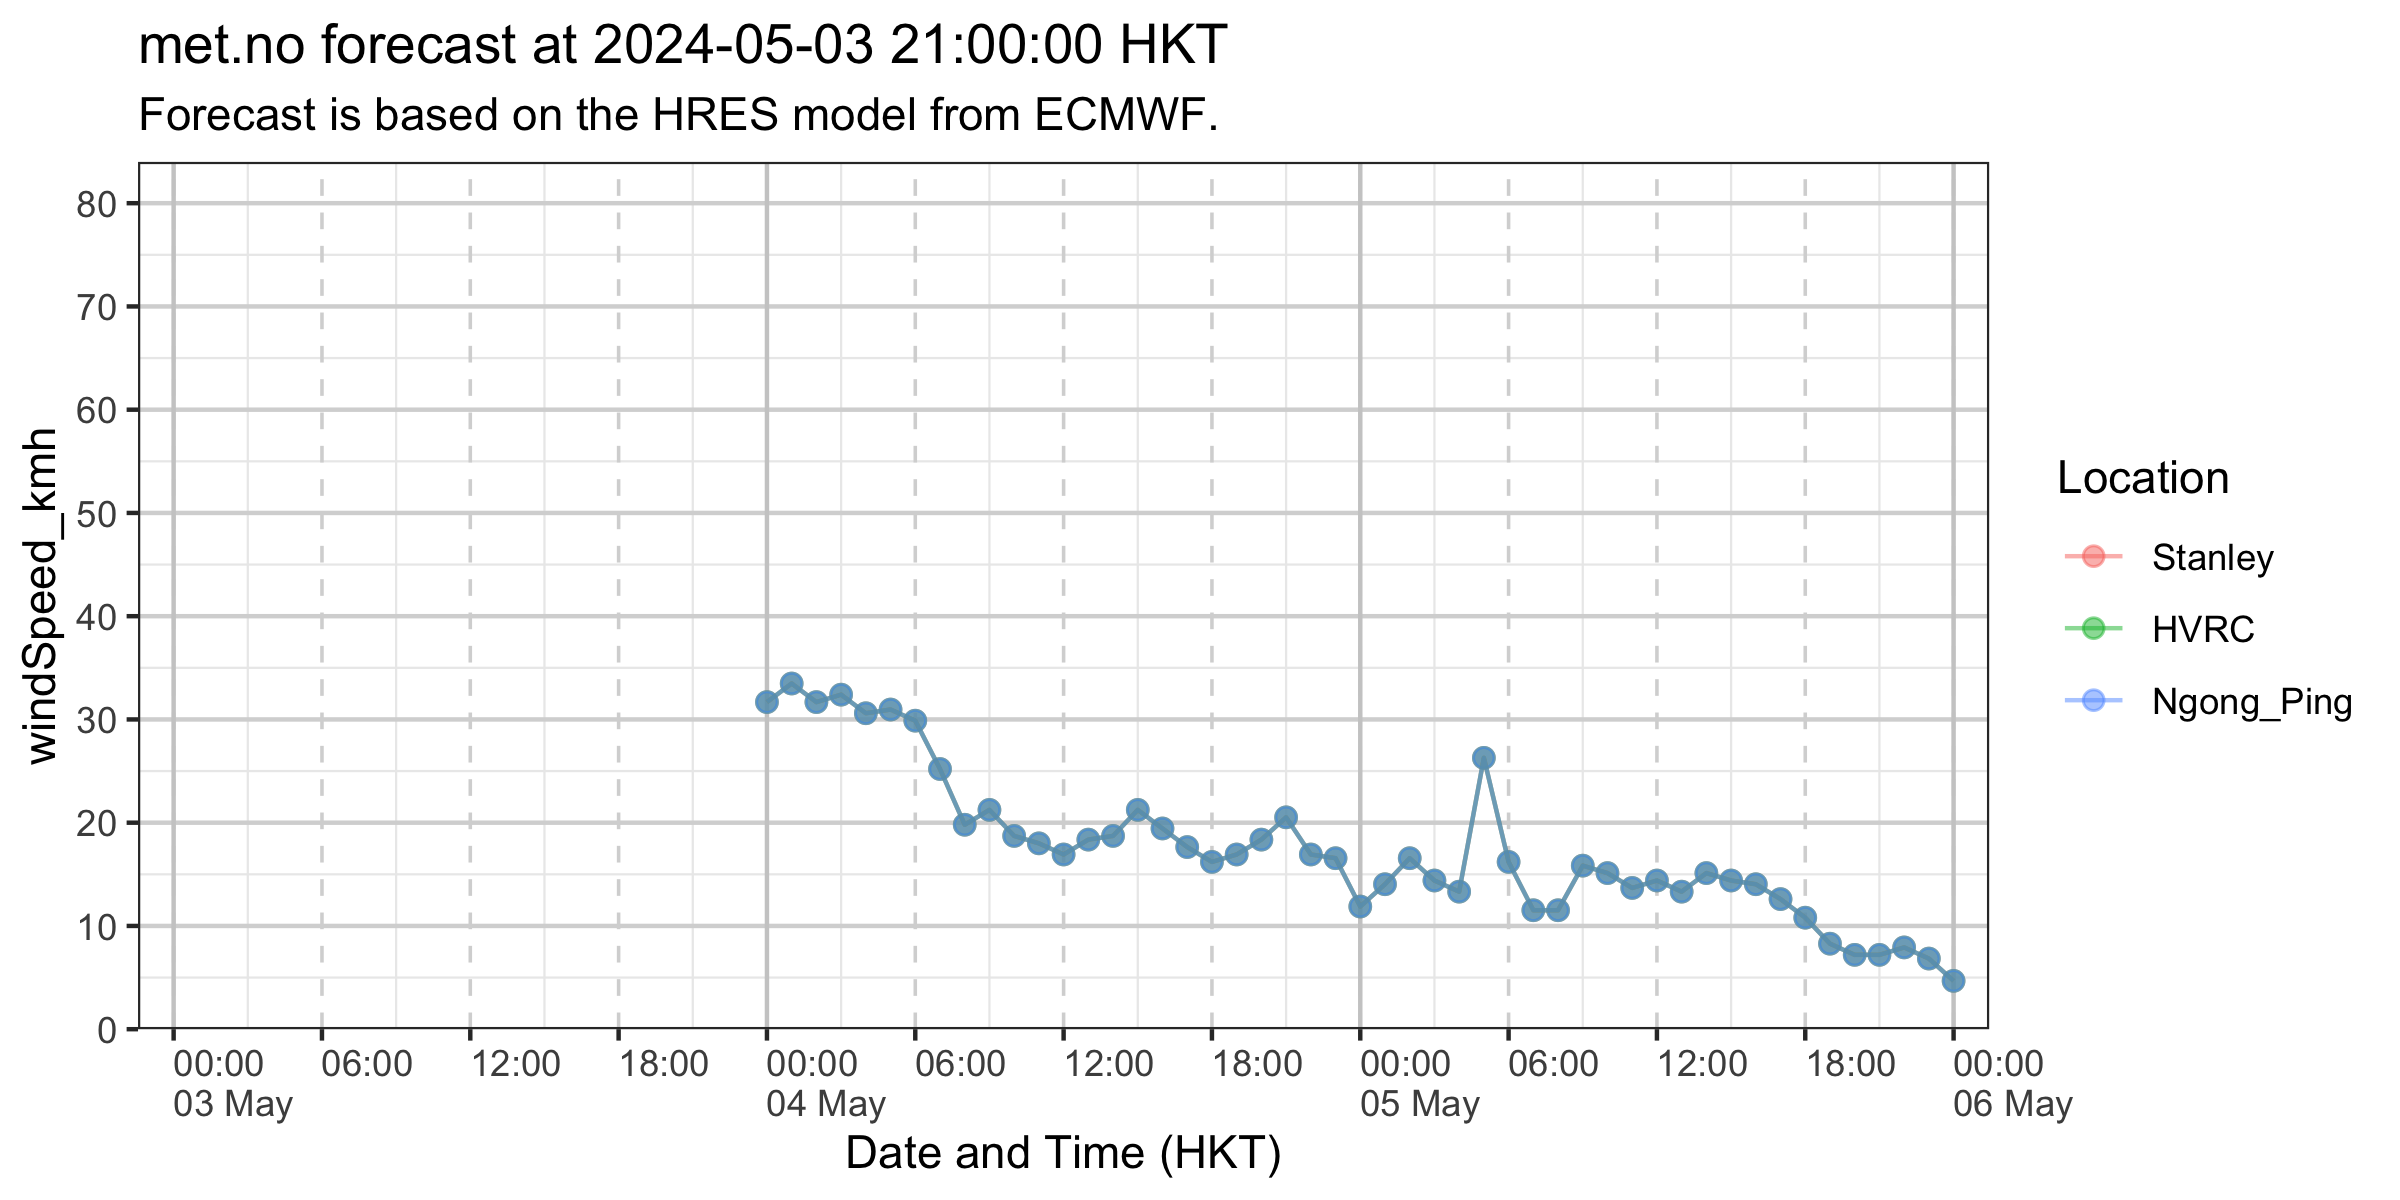 met.no forecast at 2024-05-03 21:00:00 HKT
Forecast is based on the HRES model from ECMWF.
windSpeed_kmh
80
70
60
50
40
30
20
10
0
00:00 06:00 12:00 18:00 00:00 06:00 12:00 18:00 00:00 06:00 12:00 18:00 00:00
03 May 04 May 05 May 06 May
Date and Time (HKT)
Location
Stanley
HVRC
Ngong_Ping